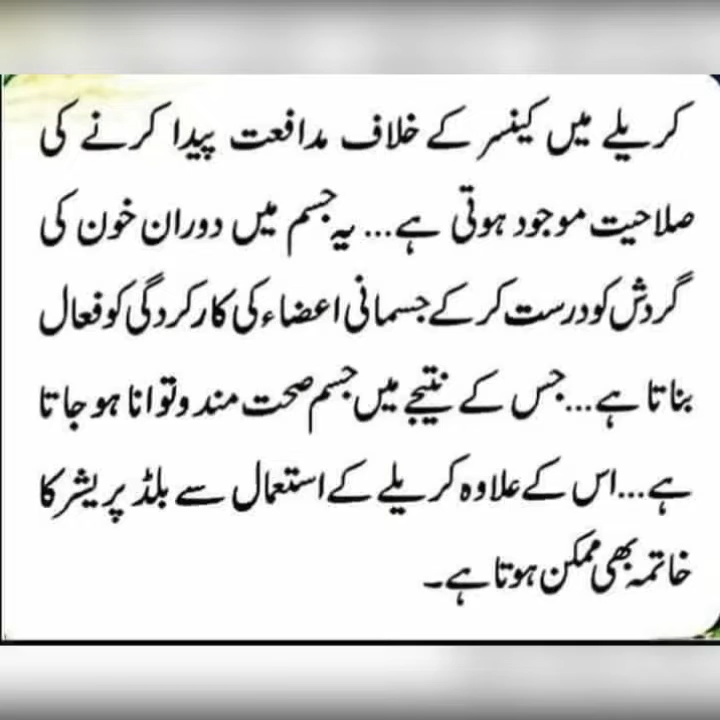 کریلے میں کینسر کے خلاف مدافعت پیدا کرنے کی
صلاحیت موجود ہوتی ہے... یہ جسم میں دوران خون کی
گردش کو درست کر کے جسمانی اعضاء کی کارکردگی کو فعال
بناتا ہے... جس کے نتیجے میں جسم صحت مند و توانا ہو جاتا
ہے... اس کے علاوہ کریلے کے استعمال سے بلڈ پریشر کا
خاتمہ بھی ممکن ہوتا ہے۔